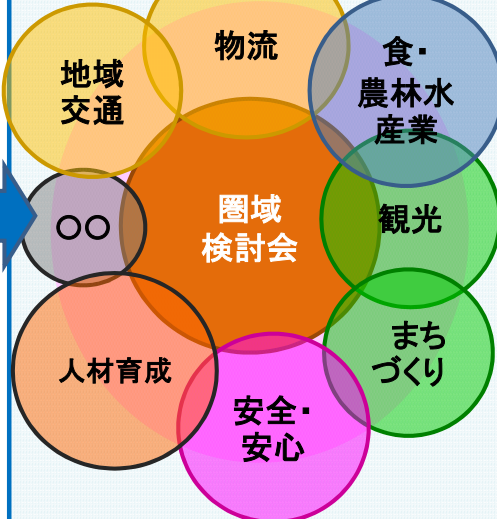 物流
地域
交通
食・
農林水
産業
○○
圏域
検討会
観光
まち
づくり
人材育成
安全・
安心